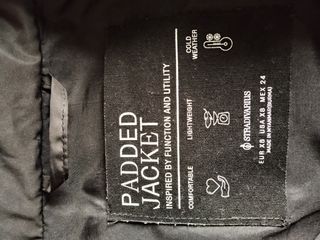 PADDED
JACKET
INSPIRED BY FUNCTION AND UTILITY
COMFORTABLE
LIGHTWEIGHT
COLD
WEATHER
STRADIVARIUS
EUR XS USA XS MEX 24
MADE IN MYANMAR(BURMA)